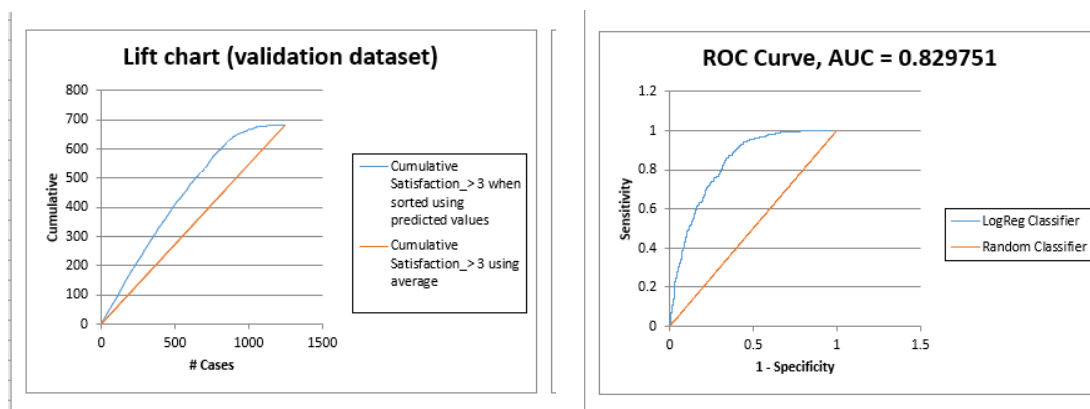 Lift chart (validation dataset)
800
700
600
500
400
300
200
100
0
Cumulative
0 500 1000 1500
# Cases
Cumulative
Satisfaction_> 3 when
sorted using
predicted values
Cumulative
Satisfaction_> 3 using
average
ROC Curve, AUC = 0.829751
1.2
1
0.8
0.6
0.4
0.2
0
Sensitivity
0 0.5 1 1.5
1 - Specificity
LogReg Classifier
Random Classifier